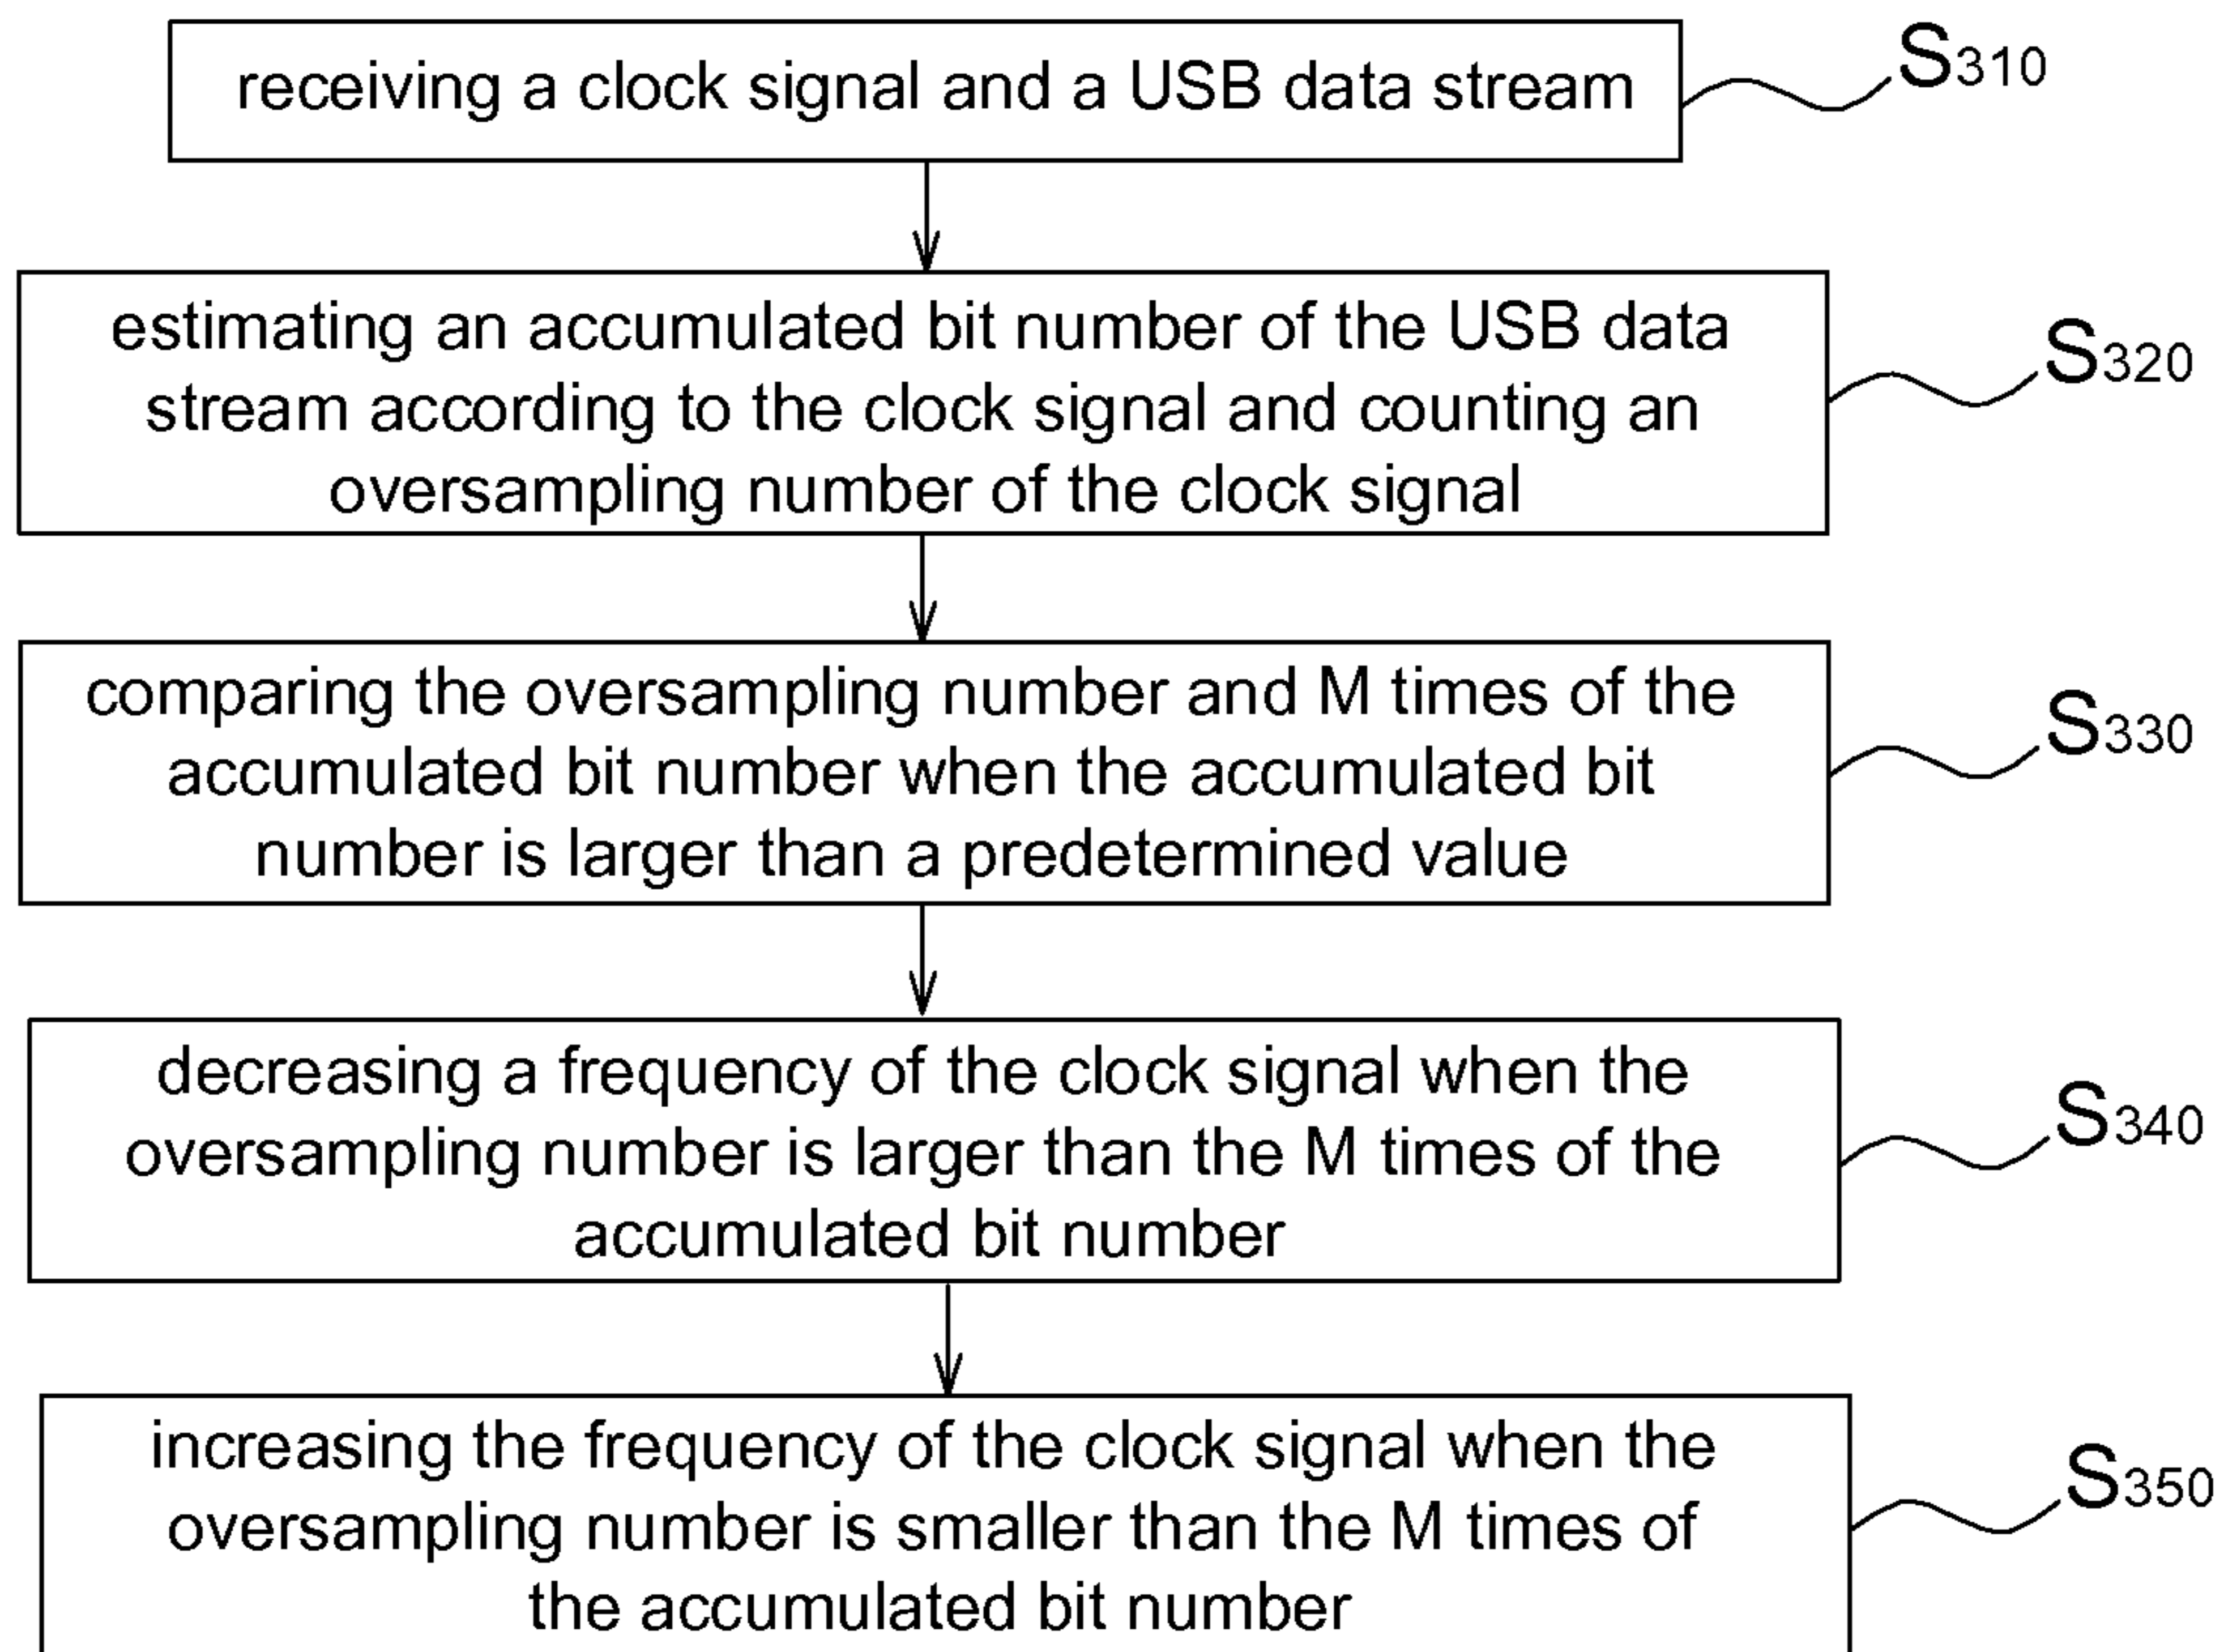 receiving a clock signal and a USB data stream
S310
estimating an accumulated bit number of the USB data
stream according to the clock signal and counting an
oversampling number of the clock signal
S320
comparing the oversampling number and M times of the
accumulated bit number when the accumulated bit
number is larger than a predetermined value
S330
decreasing a frequency of the clock signal when the
oversampling number is larger than the M times of the
accumulated bit number
S340
increasing the frequency of the clock signal when the
oversampling number is smaller than the M times of
the accumulated bit number
S350